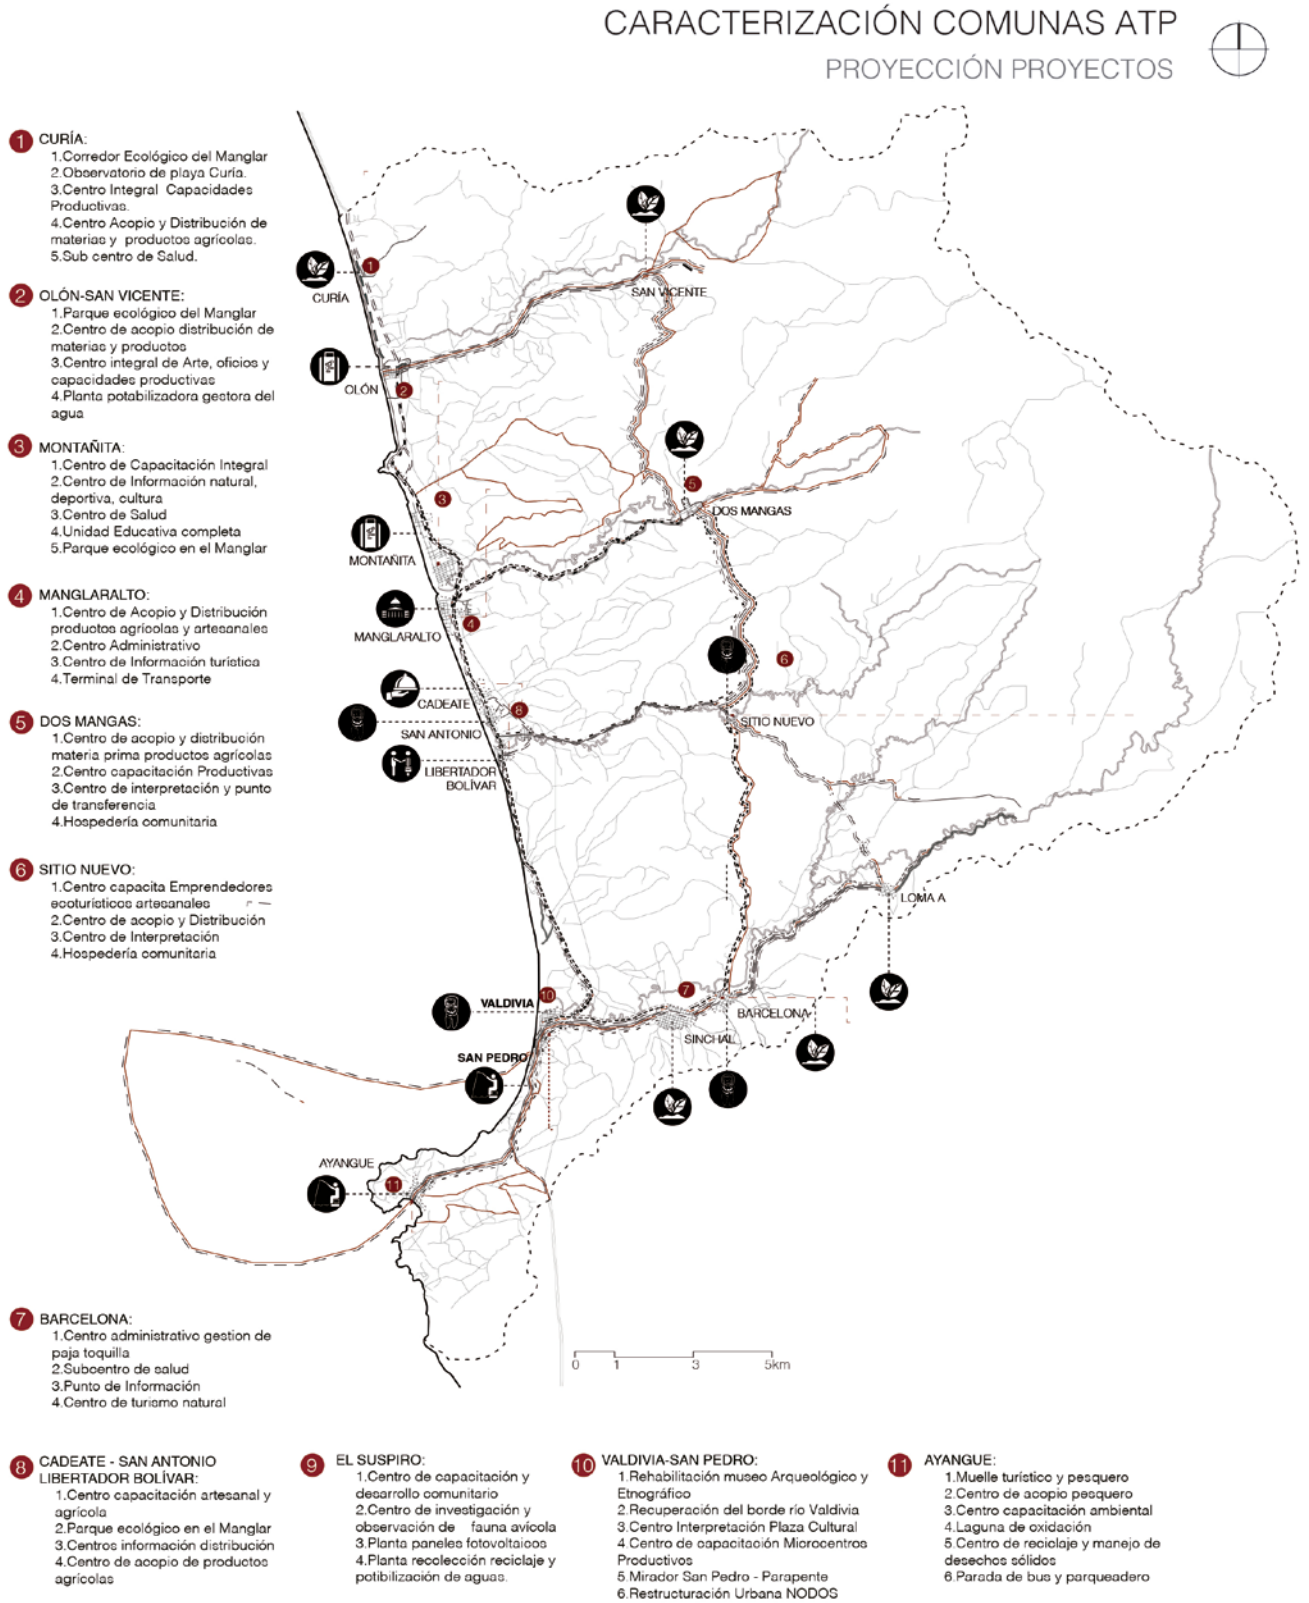 CARACTERIZACIÓN COMUNAS ATP
PROYECCIÓN PROYECTOS
1 CURÍA:
1.Corredor Ecológico del Manglar
2.Observatorio de playa Curía.
3.Centro Integral Capacidades
Productivas.
4.Centro Acopio y Distribución de
materias y productos agrícolas.
5.Sub centro de Salud.
2 OLÓN-SAN VICENTE:
1.Parque ecológico del Manglar
2.Centro de acopio distribución de
materias y productos
3.Centro integral de Arte, oficios y
capacidades productivas
4.Planta potabilizadora gestora del
agua
3 MONTAÑITA:
1.Centro de Capacitación Integral
2.Centro de Información natural,
deportiva, cultura
3.Centro de Salud
4.Unidad Educativa completa
5.Parque ecológico en el Manglar
4 MANGLARALTO:
1.Centro de Acopio y Distribución
productos agrícolas y artesanales
2.Centro Administrativo
3.Centro de Información turística
4.Terminal de Transporte
5 DOS MANGAS:
1.Centro de acopio y distribución
materia prima productos agrícolas
2.Centro capacitación Productivas
3.Centro de interpretación y punto
de transferencia
4.Hospedería comunitaria
6 SITIO NUEVO:
1.Centro capacita Emprendedores
ecoturísticos artesanales
2.Centro de acopio y Distribución
3.Centro de Interpretación
4.Hospedería comunitaria
1
CURÍA
SAN VICENTE
OLÓN
2
3
5
DOS MANGAS
MONTAÑITA
MANGLARALTO
4
6
CADEATE
8
SAN ANTONIO
SITIO NUEVO
LIBERTADOR
BOLÍVAR
LOMA A
VALDIVIA
10
7
BARCELONA
SINCHAL
SAN PEDRO
AYANGUE
11
0 1 3 5km
7 BARCELONA:
1.Centro administrativo gestion de
paja toquilla
2.Subcentro de salud
3.Punto de Información
4.Centro de turismo natural
8 CADEATE - SAN ANTONIO
LIBERTADOR BOLÍVAR:
1.Centro capacitación artesanal y
agrícola
2.Parque ecológico en el Manglar
3.Centros información distribución
4.Centro de acopio de productos
agrícolas
9 EL SUSPIRO:
1.Centro de capacitación y
desarrollo comunitario
2.Centro de investigación y
observación de fauna avícola
3.Planta paneles fotovoltaicos
4.Planta recolección reciclaje y
potibilización de aguas.
10 VALDIVIA-SAN PEDRO:
1.Rehabilitación museo Arqueológico y
Etnográfico
2.Recuperación del borde río Valdivia
3.Centro Interpretación Plaza Cultural
4.Centro de capacitación Microcentros
Productivos
5.Mirador San Pedro - Parapente
6.Restructuración Urbana NODOS
11 AYANGUE:
1.Muelle turístico y pesquero
2.Centro de acopio pesquero
3.Centro capacitación ambiental
4.Laguna de oxidación
5.Centro de reciclaje y manejo de
desechos sólidos
6.Parada de bus y parqueadero